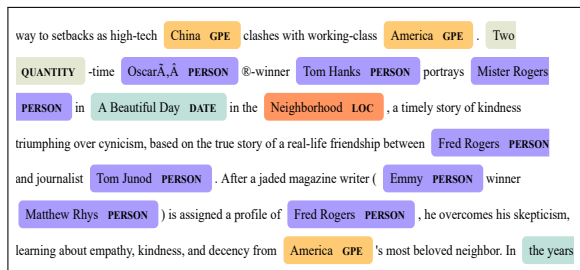 way to setbacks as high-tech China GPE clashes with working-class America GPE . Two
QUANTITY -time OscarÃ,Â PERSON ®-winner Tom Hanks PERSON portrays Mister Rogers
PERSON in A Beautiful Day DATE in the Neighborhood LOC , a timely story of kindness
triumphing over cynicism, based on the true story of a real-life friendship between Fred Rogers PERSON
and journalist Tom Junod PERSON . After a jaded magazine writer ( Emmy PERSON winner
Matthew Rhys PERSON ) is assigned a profile of Fred Rogers PERSON , he overcomes his skepticism,
learning about empathy, kindness, and decency from America GPE 's most beloved neighbor. In the years